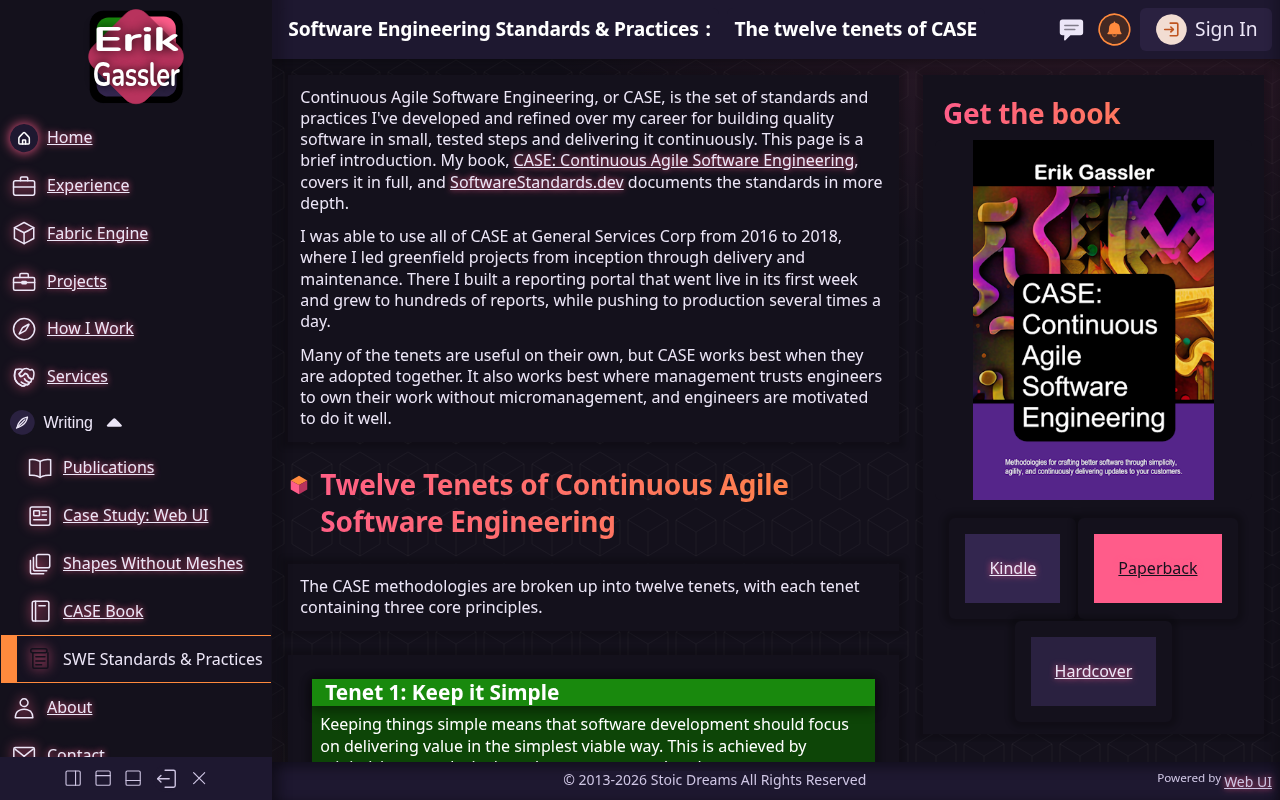 Erik
Gassler
Home
Experience
Fabric Engine
Projects
How I Work
Services
Writing
Publications
Case Study: Web UI
Shapes Without Meshes
CASE Book
SWE Standards & Practices
About
Contact
Software Engineering Standards & Practices : The twelve tenets of CASE
Sign In
Continuous Agile Software Engineering, or CASE, is the set of standards and
practices I've developed and refined over my career for building quality
software in small, tested steps and delivering it continuously. This page is a
brief introduction. My book, CASE: Continuous Agile Software Engineering,
covers it in full, and SoftwareStandards.dev documents the standards in more
depth.
I was able to use all of CASE at General Services Corp from 2016 to 2018,
where I led greenfield projects from inception through delivery and
maintenance. There I built a reporting portal that went live in its first week
and grew to hundreds of reports, while pushing to production several times a
day.
Many of the tenets are useful on their own, but CASE works best when they
are adopted together. It also works best where management trusts engineers
to own their work without micromanagement, and engineers are motivated
to do it well.
Twelve Tenets of Continuous Agile
Software Engineering
The CASE methodologies are broken up into twelve tenets, with each tenet
containing three core principles.
Tenet 1: Keep it Simple
Keeping things simple means that software development should focus
on delivering value in the simplest viable way. This is achieved by
Get the book
Erik Gassler
CASE:
Continuous
Agile
Software
Engineering
Methodologies for crafting better software through simplicity,
agility, and continuously delivering updates to your customers.
Kindle
Paperback
Hardcover
© 2013-2026 Stoic Dreams All Rights Reserved
Powered by Web UI